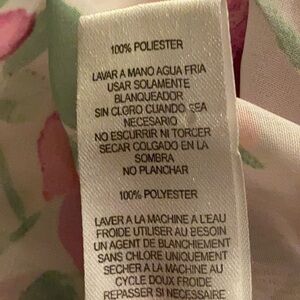 100% POLIESTER
LAVAR A MANO AGUA FRIA
USAR SOLAMENTE
BLANQUEADOR
SIN CLORO CUANDO SEA
NECESARIO
NO ESCURRIR NI TORCER
SECAR COLGADO EN LA
SOMBRA
NO PLANCHAR
100% POLYESTER
LAVER A LA MACHINE A L'EAU
FROIDE UTILISER AU BESOIN
UN AGENT DE BLANCHIEMENT
SANS CHLORE UNIQUEMENT
SECHER A LA MACHINE AU
CYCLE DOUX FROIDE
REPASSER SI NECESSAIRE